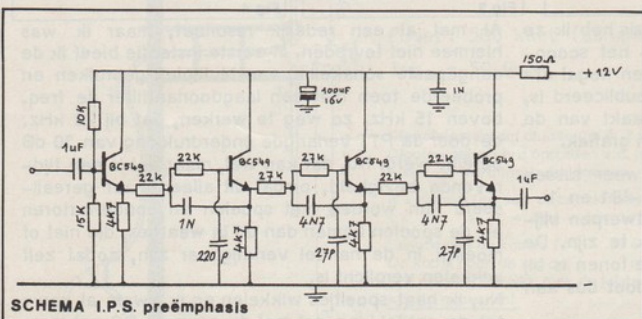 150Ω
+12V
100uF
16v
1N
10K
1uF
BC549
22K
22K
BC549
27K
27K
BC549
22K
22K
BC549
1uF
15K
4K7
1N
220p
4K7
4N7
27p
4K7
4N7
27p
4K7
SCHEMA I.P.S. preëmphasis